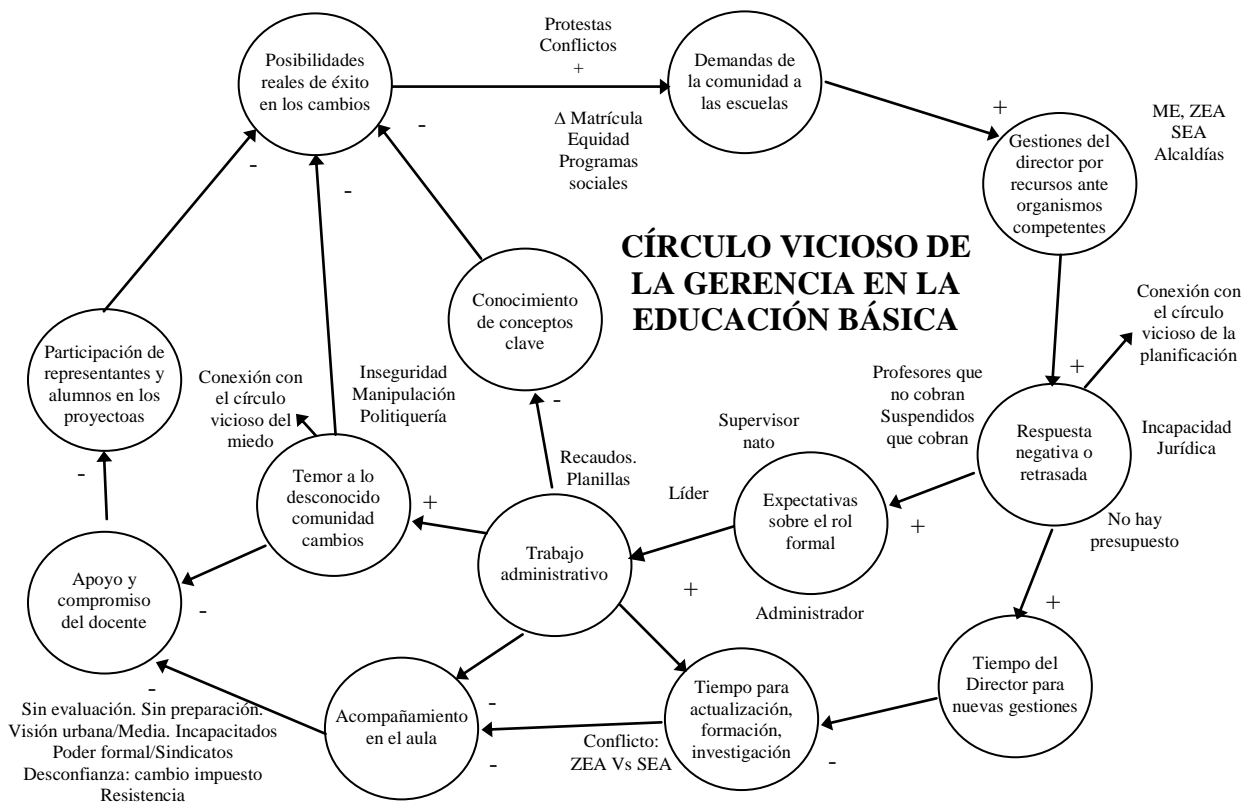 Posibilidades
reales de éxito
en los cambios
Protestas
Conflictos
+
Δ Matrícula
Equidad
Programas
sociales
Demandas de
la comunidad a
las escuelas
+
ME, ZEA
SEA
Alcaldías
Gestiones del
director por
recursos ante
organismos
competentes
-
-
-
CÍRCULO VICIOSO DE
LA GERENCIA EN LA
EDUCACIÓN BÁSICA
Conocimiento
de conceptos
clave
-
Conexión con
el círculo
vicioso de la
planificación
+
Participación de
representantes y
alumnos en los
proyectoas
-
Conexión con
el círculo
vicioso del
miedo
Inseguridad
Manipulación
Politiquería
Profesores que
no cobran
Suspendidos
que cobran
Respuesta
negativa o
retrasada
Incapacidad
Jurídica
Supervisor
nato
Temor a lo
desconocido
comunidad
cambios
+
Recaudos.
Planillas
Líder
Expectativas
sobre el rol
formal
+
No hay
presupuesto
Trabajo
administrativo
+
Administrador
+
Apoyo y
compromiso
del docente
-
-
Acompañamiento
en el aula
-
-
Tiempo para
actualización,
formación,
investigación
-
Tiempo del
Director para
nuevas gestiones
Sin evaluación. Sin preparación.
Visión urbana/Media. Incapacitados
Poder formal/Sindicatos
Desconfianza: cambio impuesto
Resistencia
Conflicto:
ZEA Vs SEA